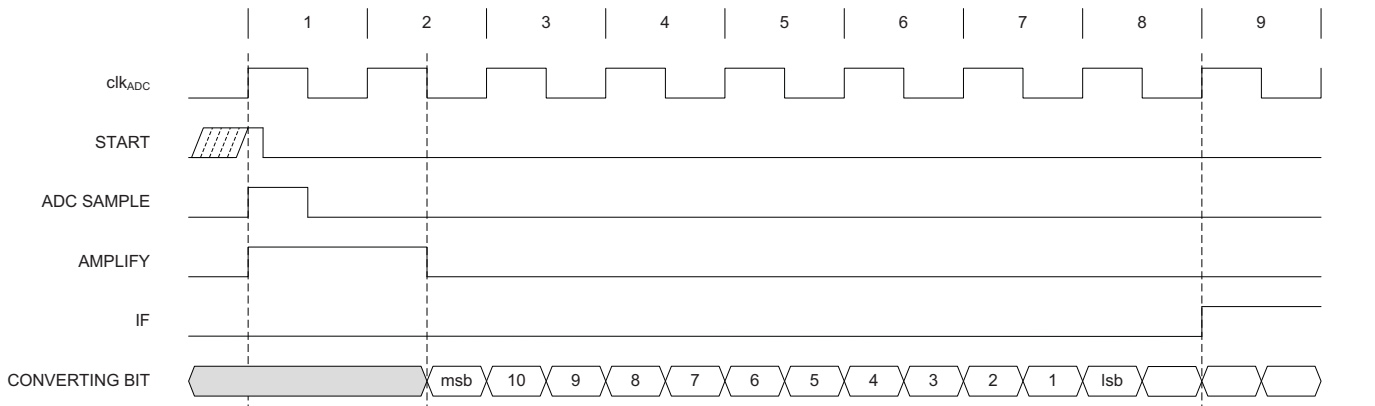 1 2 3 4 5 6 7 8 9
clkADC
START
ADC SAMPLE
AMPLIFY
IF
CONVERTING BIT msb 10 9 8 7 6 5 4 3 2 1 lsb